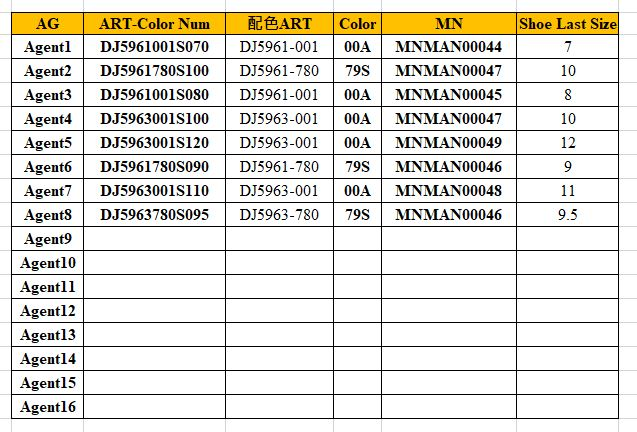 AG ART-Color Num 配色ART Color MN Shoe Last Size
Agent1 DJ5961001S070 DJ5961-001 00A MNMAN00044 7
Agent2 DJ5961780S100 DJ5961-780 79S MNMAN00047 10
Agent3 DJ5961001S080 DJ5961-001 00A MNMAN00045 8
Agent4 DJ5963001S100 DJ5963-001 00A MNMAN00047 10
Agent5 DJ5963001S120 DJ5963-001 00A MNMAN00049 12
Agent6 DJ5961780S090 DJ5961-780 79S MNMAN00046 9
Agent7 DJ5963001S110 DJ5963-001 00A MNMAN00048 11
Agent8 DJ5963780S095 DJ5963-780 79S MNMAN00046 9.5
Agent9
Agent10
Agent11
Agent12
Agent13
Agent14
Agent15
Agent16